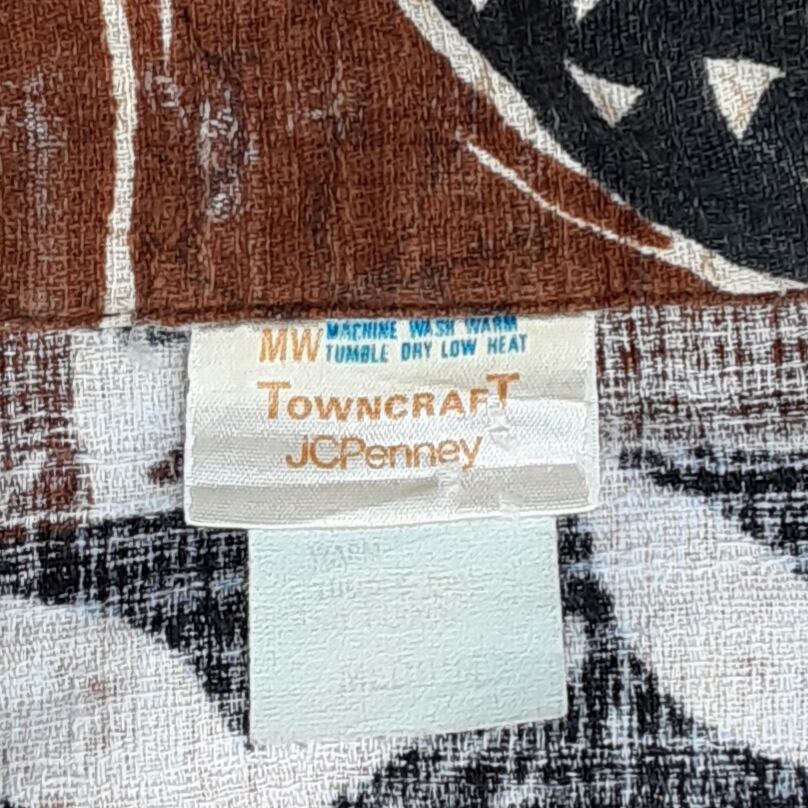 MW MACHINE WASH WARM
TUMBLE DRY LOW HEAT
TOWNCRAFT
JCPenney